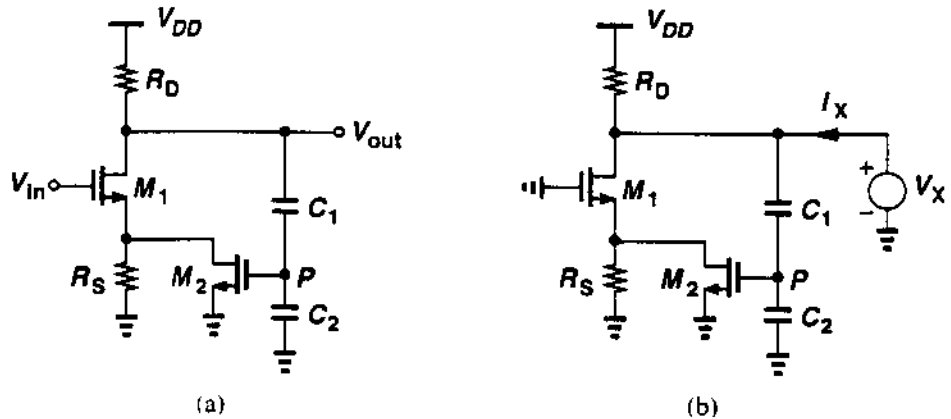 V_DD
R_D
V_out
V_in
M_1
C_1
R_S
M_2
P
C_2
(a)
V_DD
R_D
I_X
+
V_X
−
M_1
C_1
R_S
M_2
P
C_2
(b)